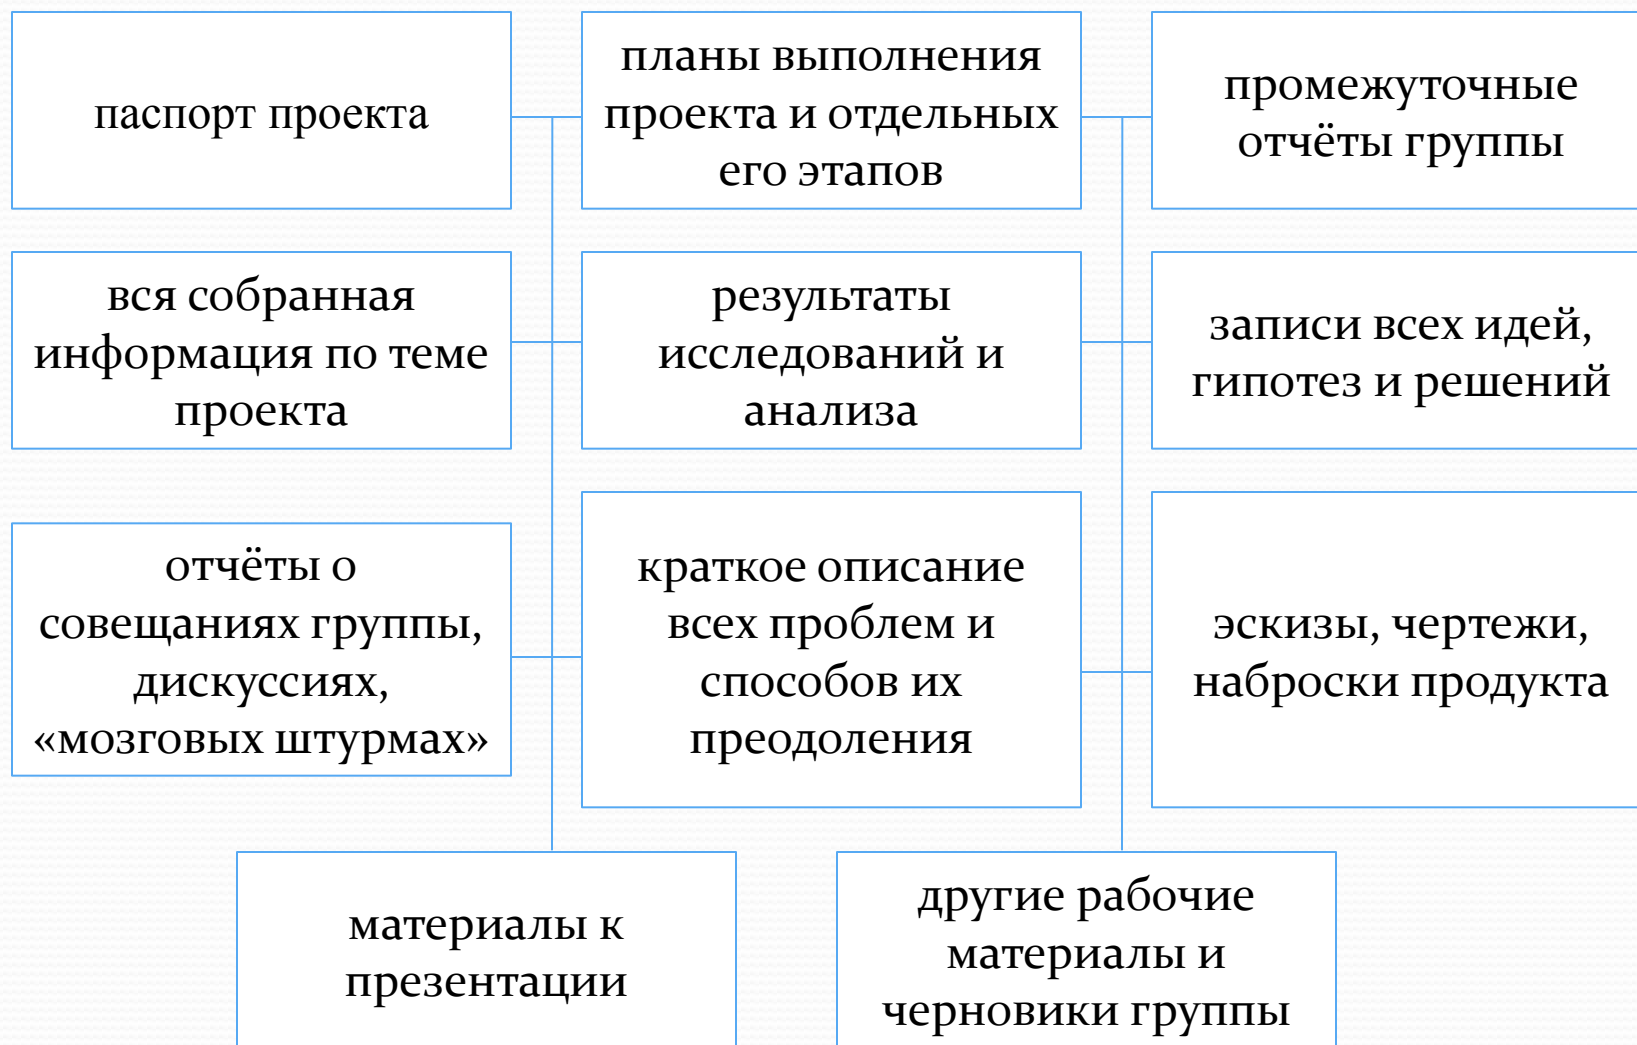 паспорт проекта
планы выполнения
проекта и отдельных
его этапов
промежуточные
отчёты группы
вся собранная
информация по теме
проекта
результаты
исследований и
анализа
записи всех идей,
гипотез и решений
отчёты о
совещаниях группы,
дискуссиях,
«мозговых штурмах»
краткое описание
всех проблем и
способов их
преодоления
эскизы, чертежи,
наброски продукта
материалы к
презентации
другие рабочие
материалы и
черновики группы